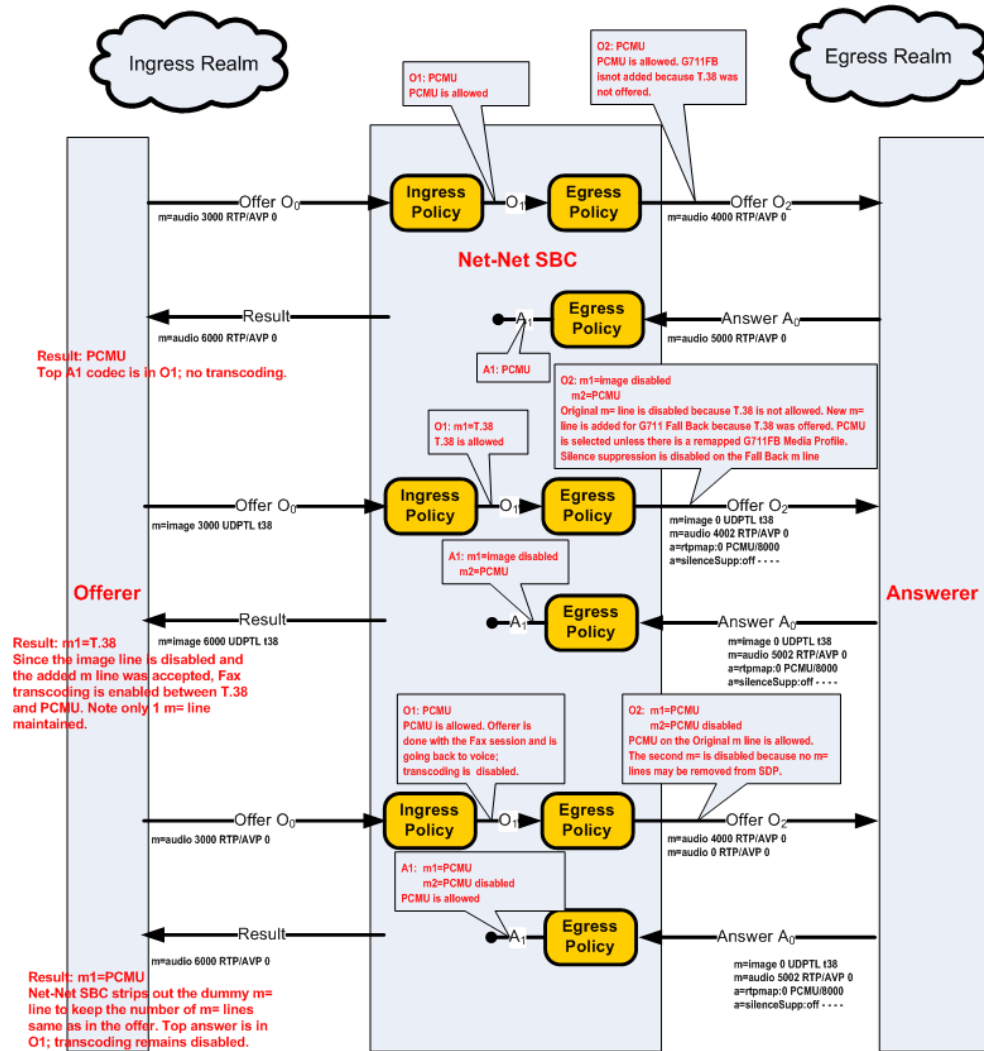 Ingress Realm
Egress Realm
O1: PCMU
PCMU is allowed
O2: PCMU
PCMU is allowed. G711FB
isnot added because T.38 was
not offered.
Offer O0
m=audio 3000 RTP/AVP 0
Ingress
Policy
O1
Egress
Policy
Offer O2
m=audio 4000 RTP/AVP 0
Net-Net SBC
Result
m=audio 6000 RTP/AVP 0
A1
Egress
Policy
Answer A0
m=audio 5000 RTP/AVP 0
Result: PCMU
Top A1 codec is in O1; no transcoding.
A1: PCMU
O2: m1=image disabled
m2=PCMU
Original m= line is disabled because T.38 is not allowed. New m=
line is added for G711 Fall Back because T.38 was offered. PCMU
is selected unless there is a remapped G711FB Media Profile.
Silence suppression is disabled on the Fall Back m line
O1: m1=T.38
T.38 is allowed
Offer O0
m=image 3000 UDPTL t38
Ingress
Policy
O1
Egress
Policy
Offer O2
m=image 0 UDPTL t38
m=audio 4002 RTP/AVP 0
a=rtpmap:0 PCMU/8000
a=silenceSupp:off - - - -
A1: m1=image disabled
m2=PCMU
Offerer
Answerer
Result
m=image 6000 UDPTL t38
A1
Egress
Policy
Answer A0
m=image 0 UDPTL t38
m=audio 5002 RTP/AVP 0
a=rtpmap:0 PCMU/8000
a=silenceSupp:off - - - -
Result: m1=T.38
Since the image line is disabled and
the added m line was accepted, Fax
transcoding is enabled between T.38
and PCMU. Note only 1 m= line
maintained.
O1: PCMU
PCMU is allowed. Offerer is
done with the Fax session and is
going back to voice;
transcoding is disabled.
O2: m1=PCMU
m2=PCMU disabled
PCMU on the Original m line is allowed.
The second m= is disabled because no m=
lines may be removed from SDP.
Offer O0
m=audio 3000 RTP/AVP 0
Ingress
Policy
O1
Egress
Policy
Offer O2
m=audio 4000 RTP/AVP 0
m=audio 0 RTP/AVP 0
A1: m1=PCMU
m2=PCMU disabled
PCMU is allowed
Result
m=audio 6000 RTP/AVP 0
A1
Egress
Policy
Answer A0
m=image 0 UDPTL t38
m=audio 5002 RTP/AVP 0
a=rtpmap:0 PCMU/8000
a=silenceSupp:off - - - -
Result: m1=PCMU
Net-Net SBC strips out the dummy m=
line to keep the number of m= lines
same as in the offer. Top answer is in
O1; transcoding remains disabled.